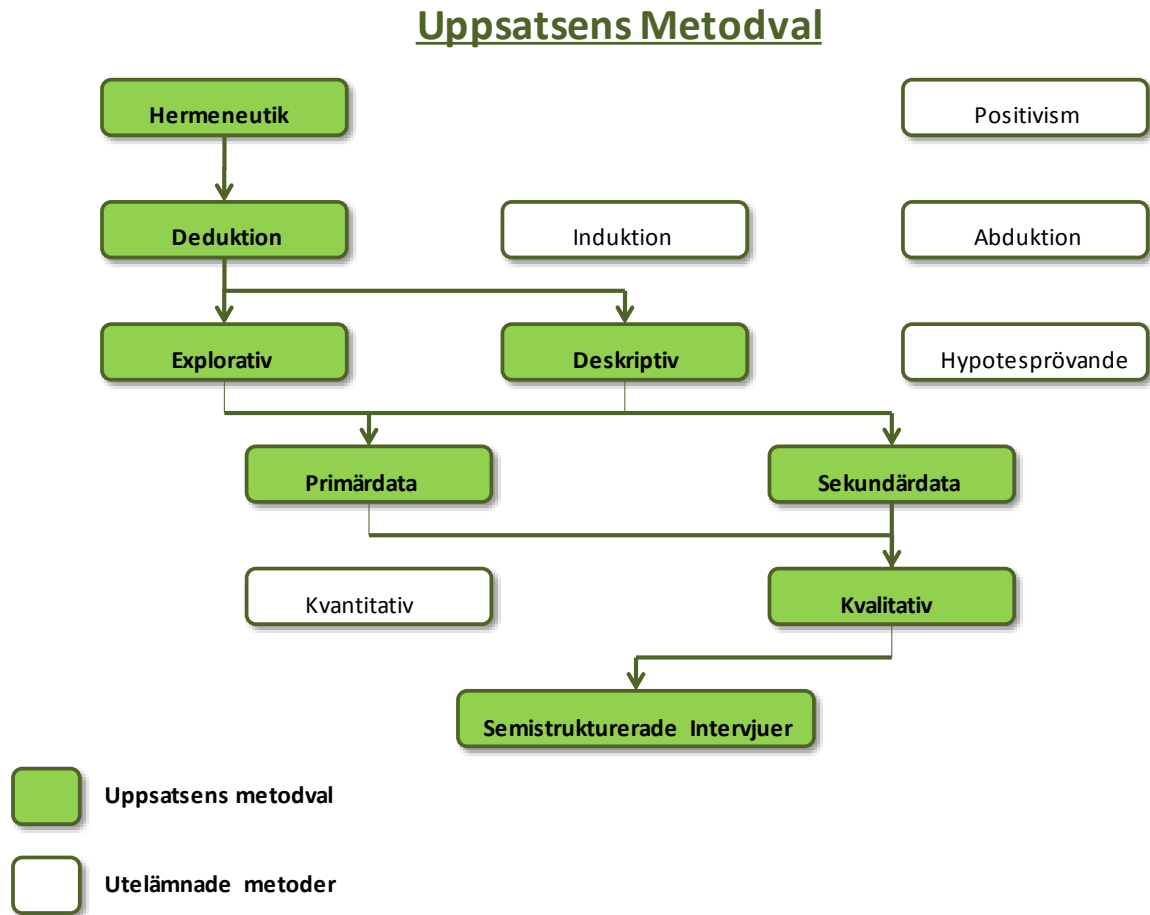 Uppsatsens Metodval
Hermeneutik
Positivism
Deduktion
Induktion
Abduktion
Explorativ
Deskriptiv
Hypotesprövande
Primärdata
Sekundärdata
Kvantitativ
Kvalitativ
Semistrukturerade Intervjuer
Uppsatsens metodval
Utelämnade metoder